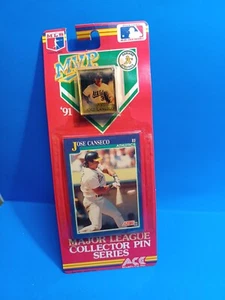 MVP
'91
JOSE CANSECO
MAJOR LEAGUE
COLLECTOR PIN
SERIES
ACE